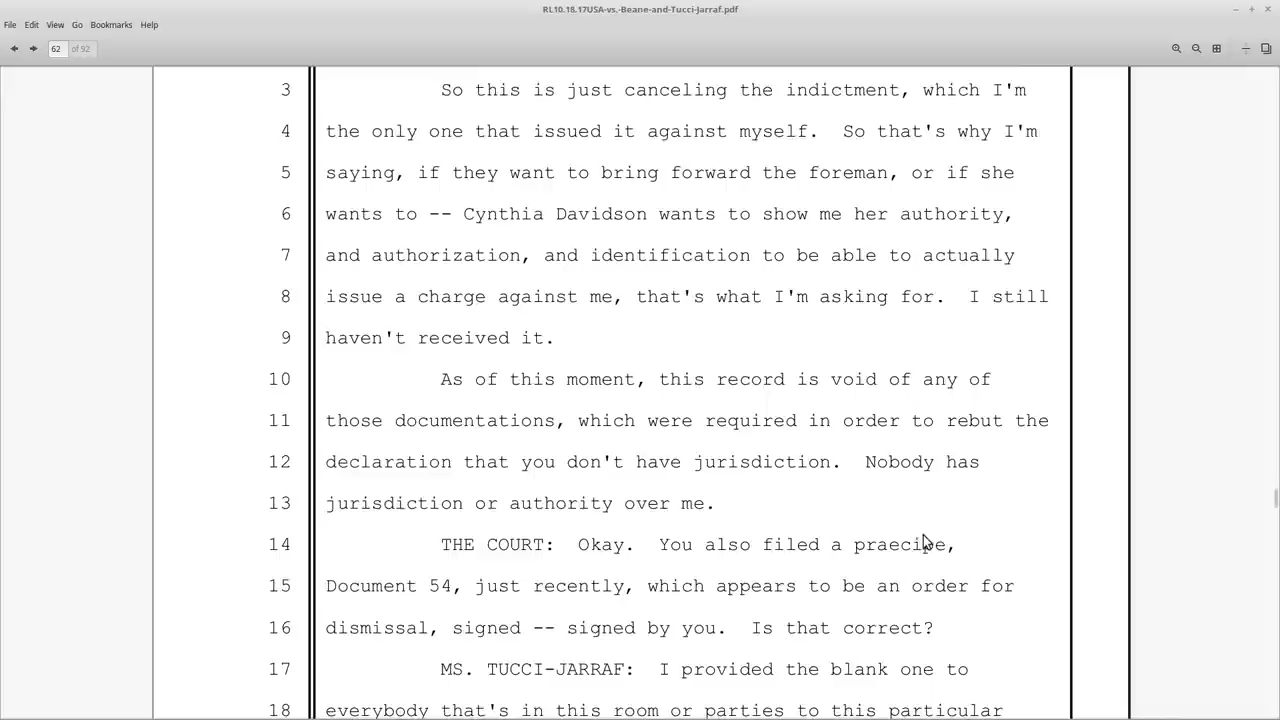 RL10.18.17USA-vs.-Beane-and-Tucci-Jarraf.pdf
File Edit View Go Bookmarks Help
62 of 92
3 So this is just canceling the indictment, which I'm
4 the only one that issued it against myself. So that's why I'm
5 saying, if they want to bring forward the foreman, or if she
6 wants to -- Cynthia Davidson wants to show me her authority,
7 and authorization, and identification to be able to actually
8 issue a charge against me, that's what I'm asking for. I still
9 haven't received it.
10 As of this moment, this record is void of any of
11 those documentations, which were required in order to rebut the
12 declaration that you don't have jurisdiction. Nobody has
13 jurisdiction or authority over me.
14 THE COURT: Okay. You also filed a praecipe,
15 Document 54, just recently, which appears to be an order for
16 dismissal, signed -- signed by you. Is that correct?
17 MS. TUCCI-JARRAF: I provided the blank one to
18 everybody that's in this room or parties to this particular